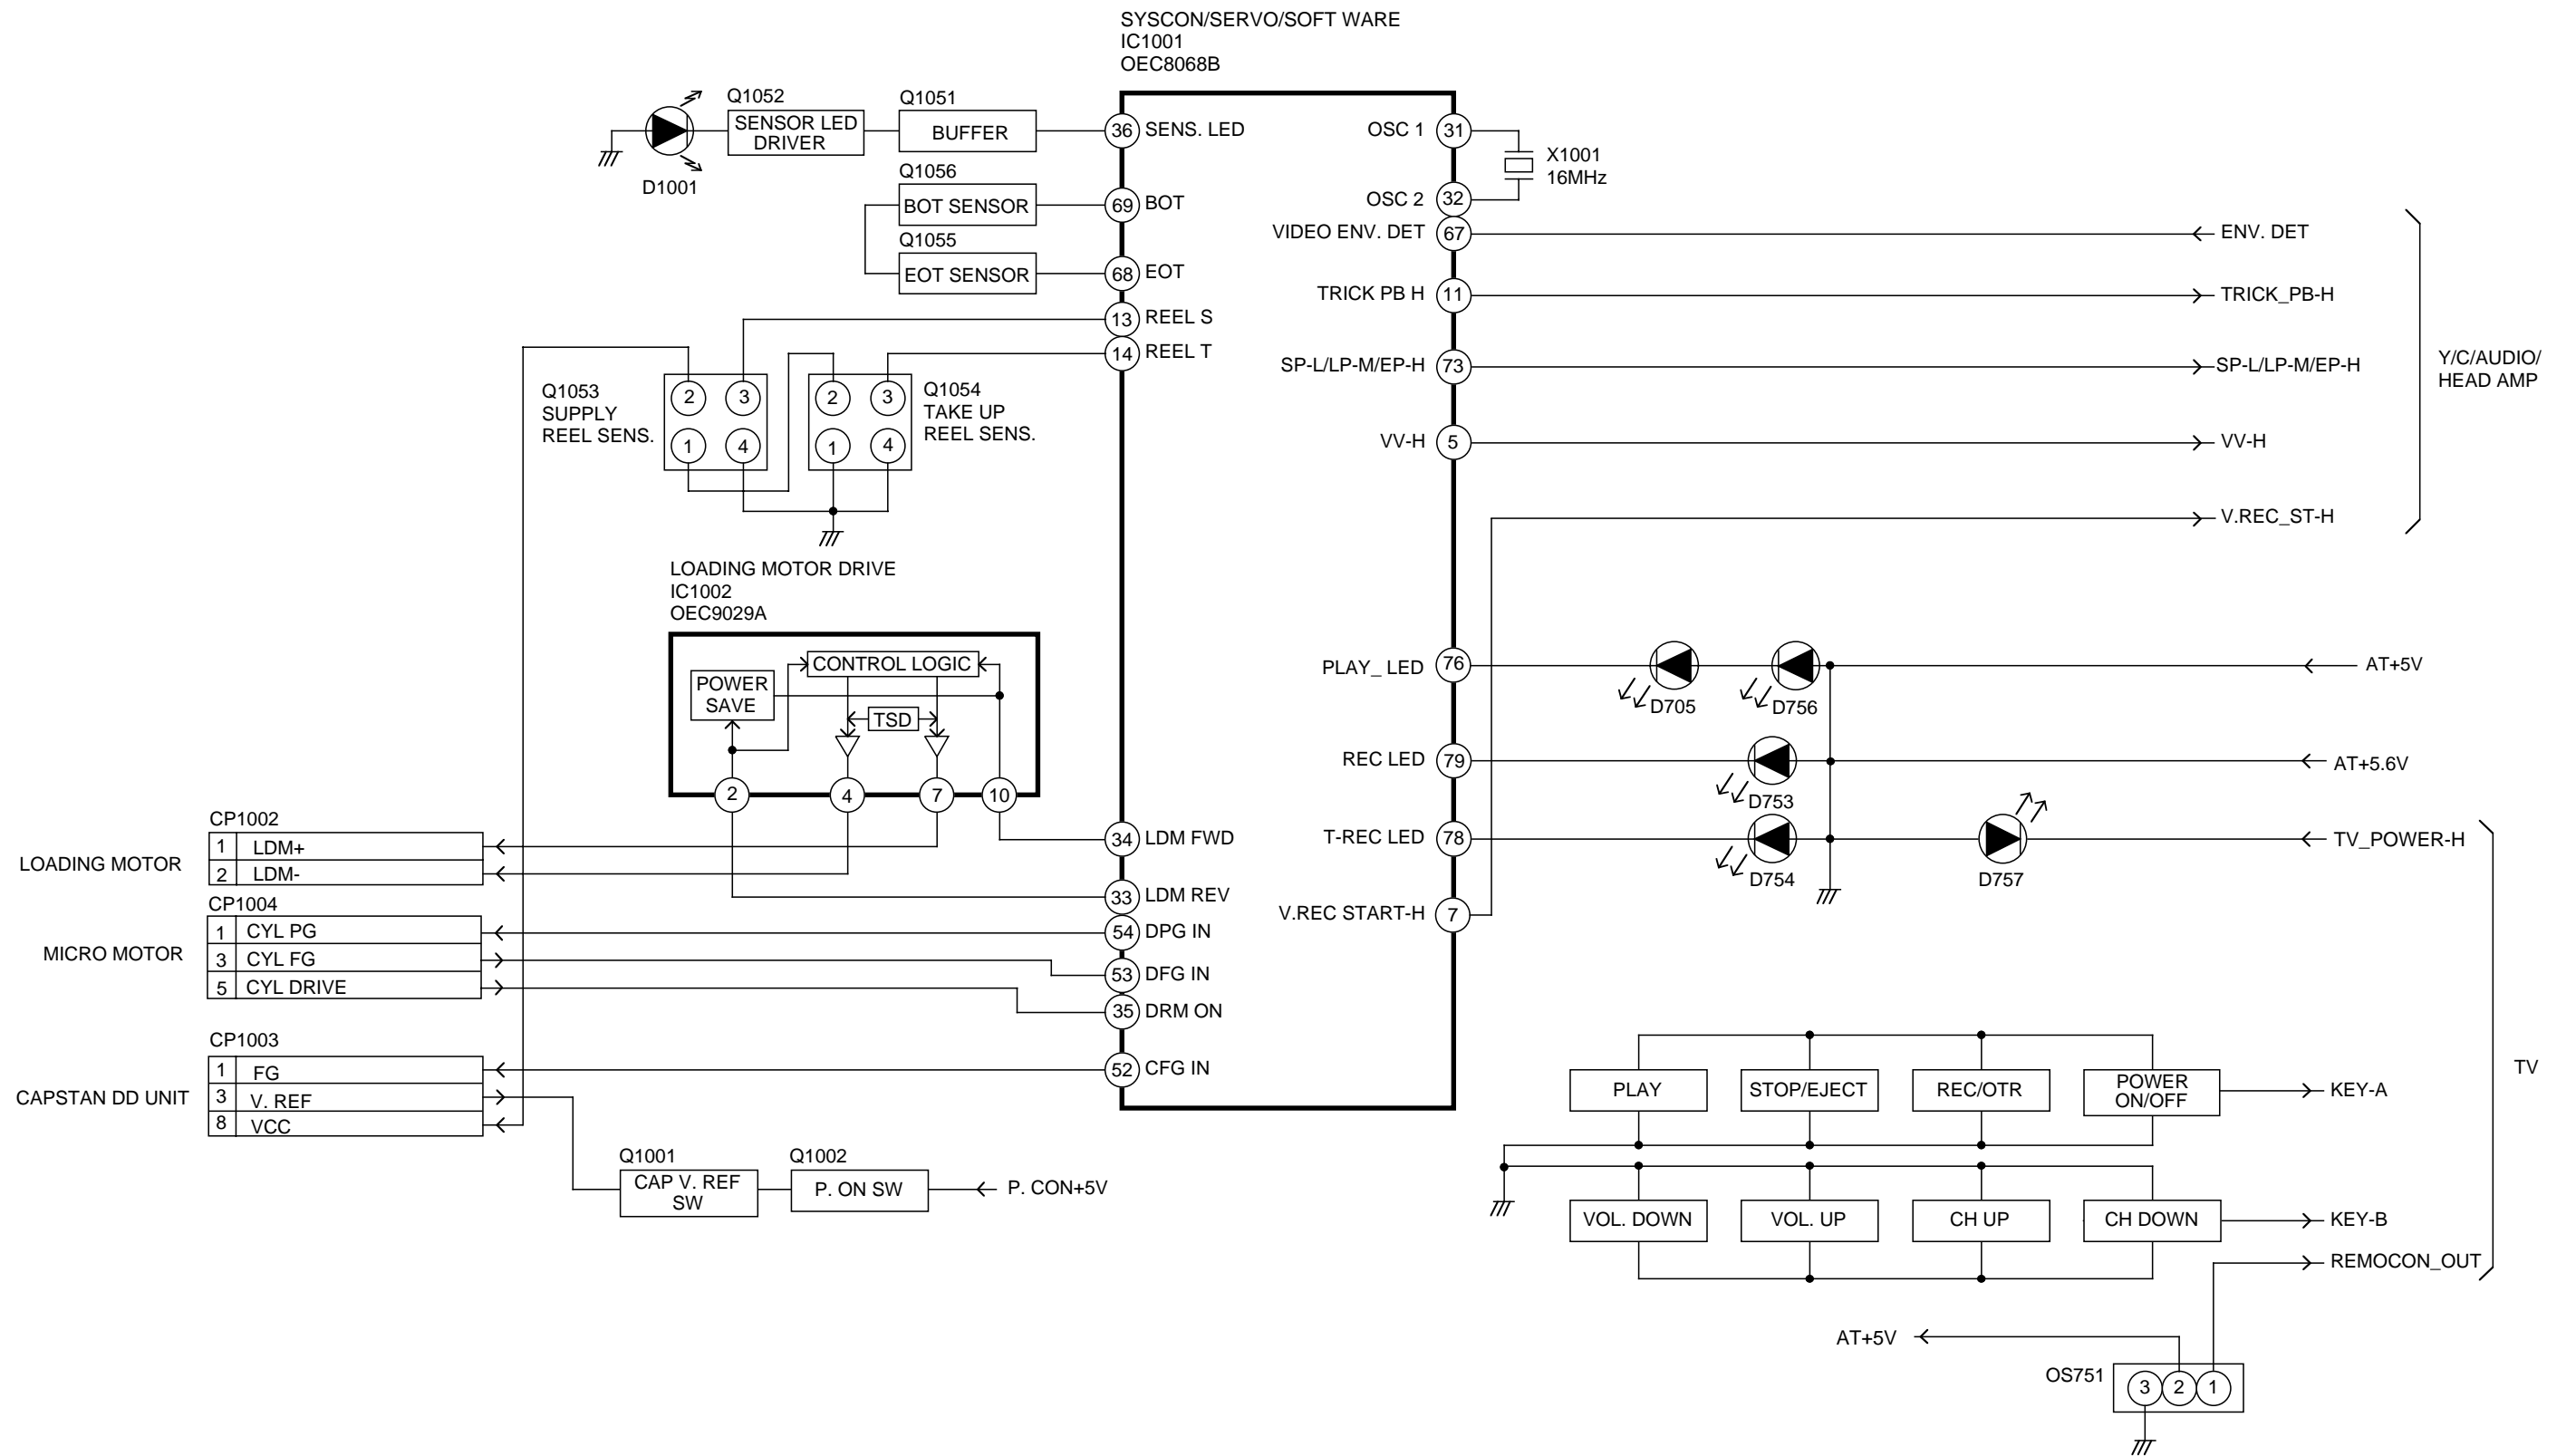 SYSCON/SERVO/SOFT WARE
IC1001
OEC8068B
Q1052
SENSOR LED
DRIVER
Q1051
BUFFER
D1001
36 SENS. LED
OSC 1 31
X1001
16MHz
Q1056
BOT SENSOR
69 BOT
OSC 2 32
Q1055
EOT SENSOR
68 EOT
VIDEO ENV. DET 67
ENV. DET
13 REEL S
TRICK PB H 11
TRICK_PB-H
14 REEL T
SP-L/LP-M/EP-H 73
SP-L/LP-M/EP-H
Y/C/AUDIO/
HEAD AMP
Q1053
SUPPLY
REEL SENS.
2 3
1 4
2 3
1 4
Q1054
TAKE UP
REEL SENS.
VV-H 5
VV-H
V.REC_ST-H
LOADING MOTOR DRIVE
IC1002
OEC9029A
CONTROL LOGIC
POWER
SAVE
TSD
2 4 7 10
PLAY_ LED 76
D705
D756
AT+5V
REC LED 79
D753
AT+5.6V
T-REC LED 78
D754
D757
TV_POWER-H
V.REC START-H 7
CP1002
LOADING MOTOR
1 LDM+
2 LDM-
34 LDM FWD
33 LDM REV
CP1004
MICRO MOTOR
1 CYL PG
3 CYL FG
5 CYL DRIVE
54 DPG IN
53 DFG IN
35 DRM ON
CP1003
CAPSTAN DD UNIT
1 FG
3 V. REF
8 VCC
52 CFG IN
Q1001
CAP V. REF
SW
Q1002
P. ON SW
P. CON+5V
PLAY
STOP/EJECT
REC/OTR
POWER
ON/OFF
KEY-A
TV
VOL. DOWN
VOL. UP
CH UP
CH DOWN
KEY-B
REMOCON_OUT
AT+5V
OS751
3 2 1